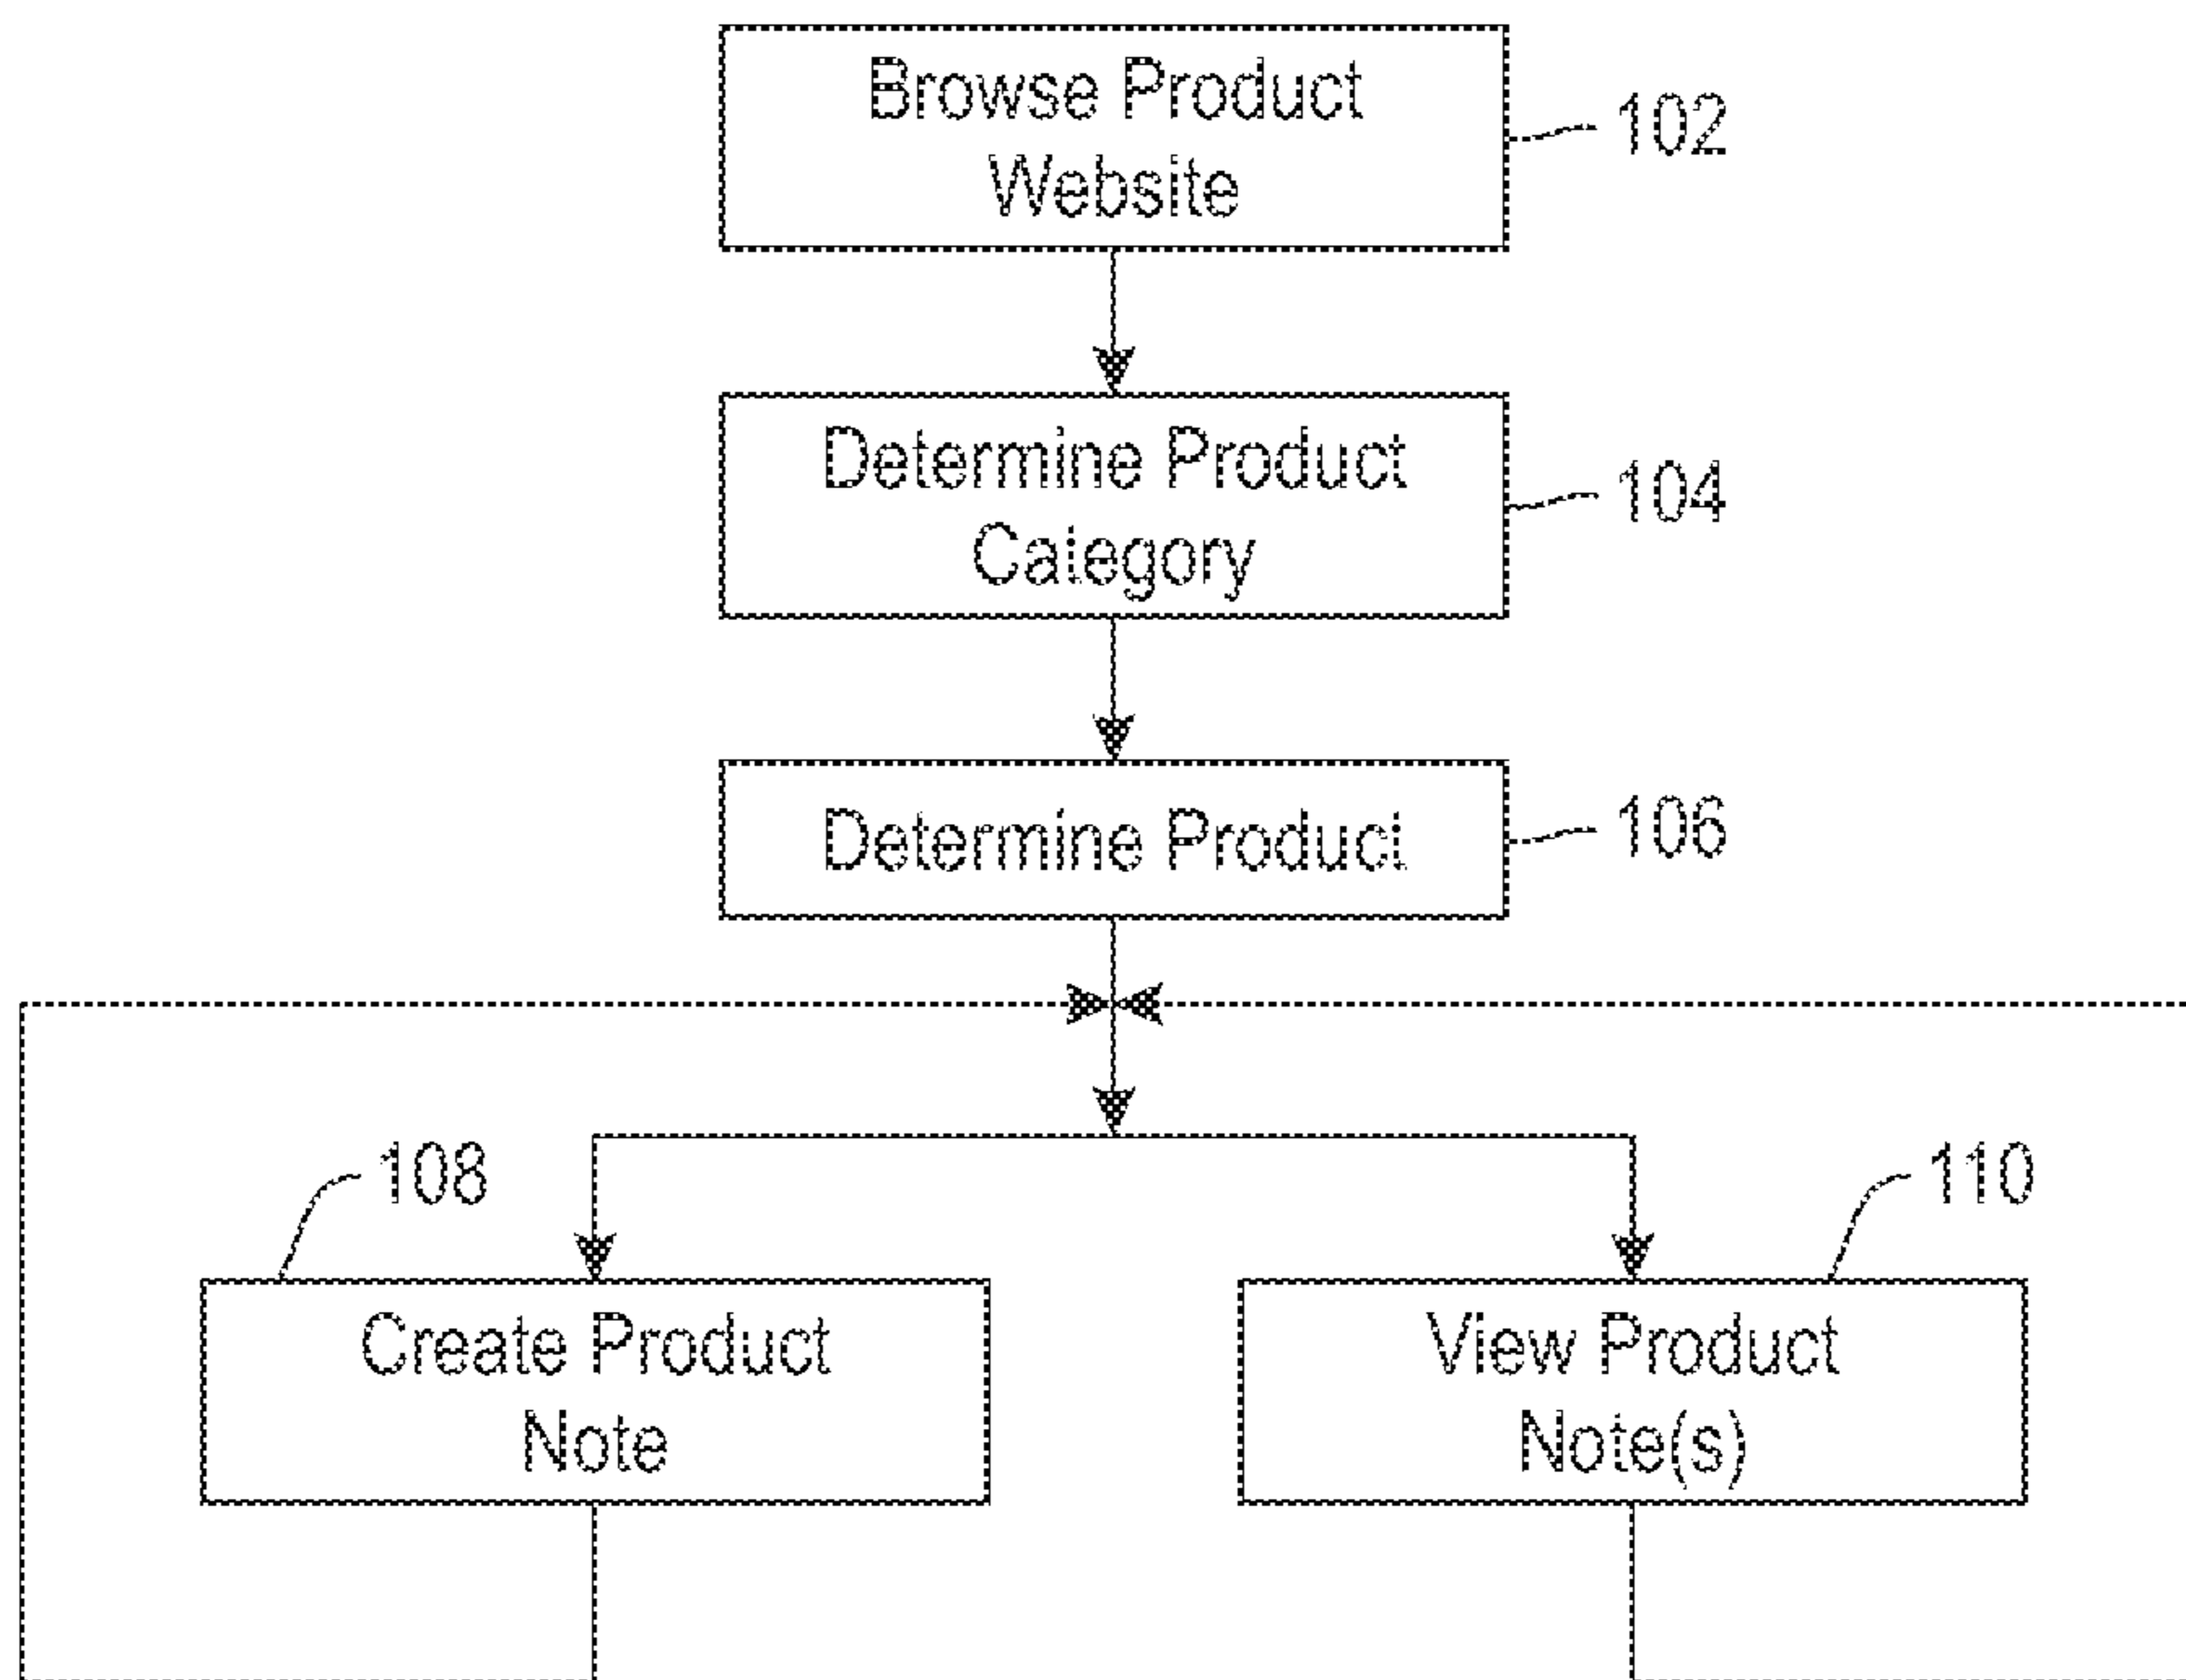 Browse Product
Website
102
Determine Product
Category
104
Determine Product
106
108
110
Create Product
Note
View Product
Note(s)